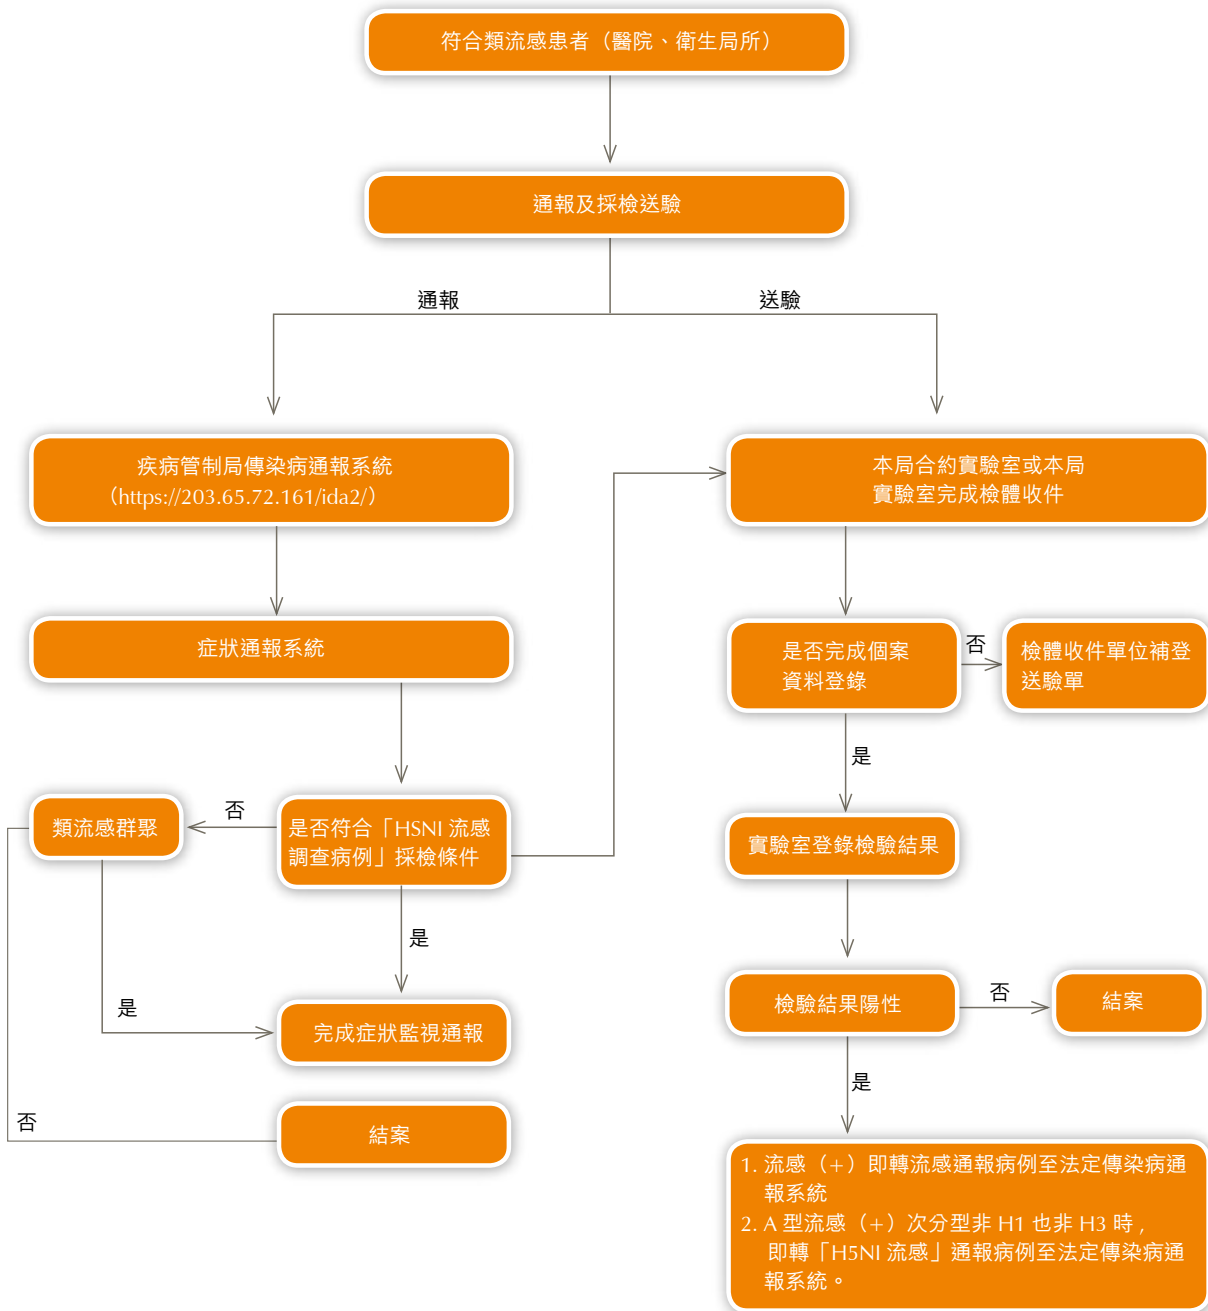 符合類流感患者（醫院、衛生局所）
通報及採檢送驗
通報
送驗
疾病管制局傳染病通報系統
（https://203.65.72.161/ida2/）
症狀通報系統
是否符合「HSNI 流感
調查病例」採檢條件
否
類流感群聚
是
是
完成症狀監視通報
否
結案
本局合約實驗室或本局
實驗室完成檢體收件
是否完成個案
資料登錄
否
檢體收件單位補登
送驗單
是
實驗室登錄檢驗結果
檢驗結果陽性
否
結案
是
1. 流感（+）即轉流感通報病例至法定傳染病通
報系統
2. A 型流感（+）次分型非 H1 也非 H3 時 ,
即轉「H5NI 流感」通報病例至法定傳染病通
報系統。